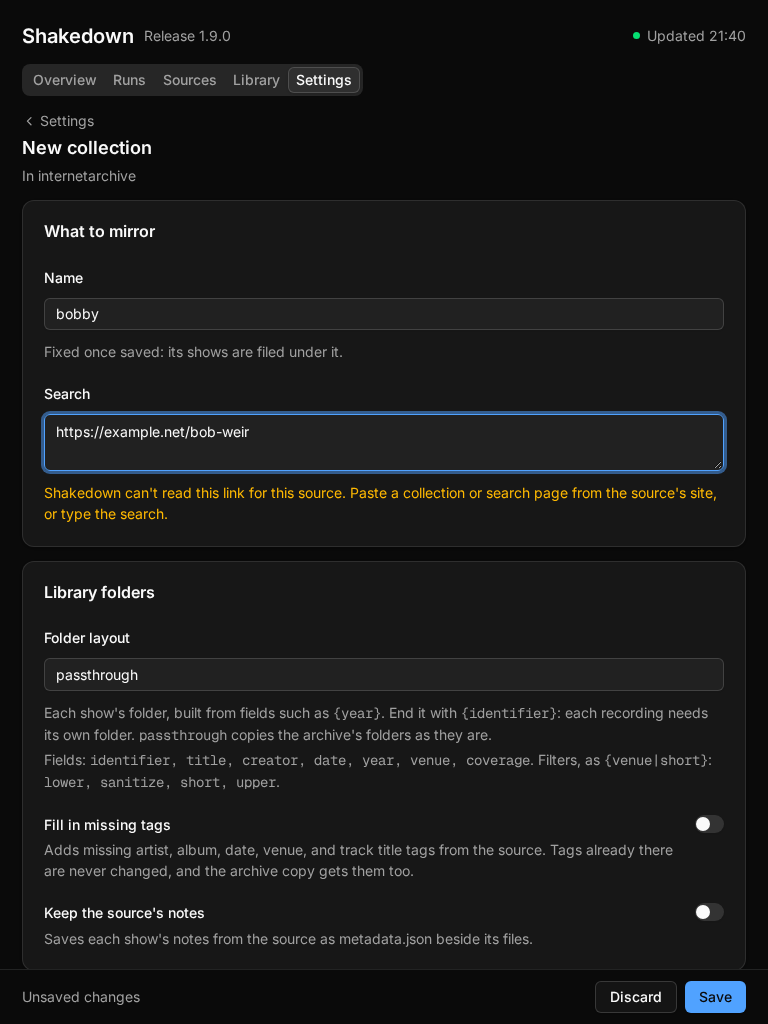 Shakedown Release 1.9.0
Updated 21:40
Overview Runs Sources Library Settings
Settings
New collection
In internetarchive
What to mirror
Name
bobby
Fixed once saved: its shows are filed under it.
Search
https://example.net/bob-weir
Shakedown can't read this link for this source. Paste a collection or search page from the source's site,
or type the search.
Library folders
Folder layout
passthrough
Each show's folder, built from fields such as {year}. End it with {identifier}: each recording needs
its own folder. passthrough copies the archive's folders as they are.
Fields: identifier, title, creator, date, year, venue, coverage. Filters, as {venue|short}:
lower, sanitize, short, upper.
Fill in missing tags
Adds missing artist, album, date, venue, and track title tags from the source. Tags already there
are never changed, and the archive copy gets them too.
Keep the source's notes
Saves each show's notes from the source as metadata.json beside its files.
Unsaved changes
Discard Save